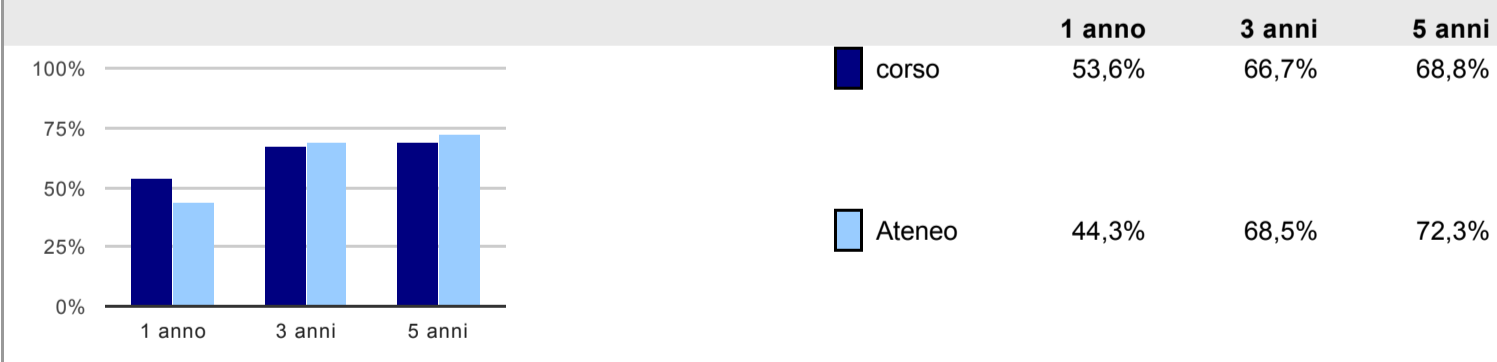 1 anno 3 anni 5 anni
100%
75%
50%
25%
0%
1 anno 3 anni 5 anni
corso 53,6% 66,7% 68,8%
Ateneo 44,3% 68,5% 72,3%